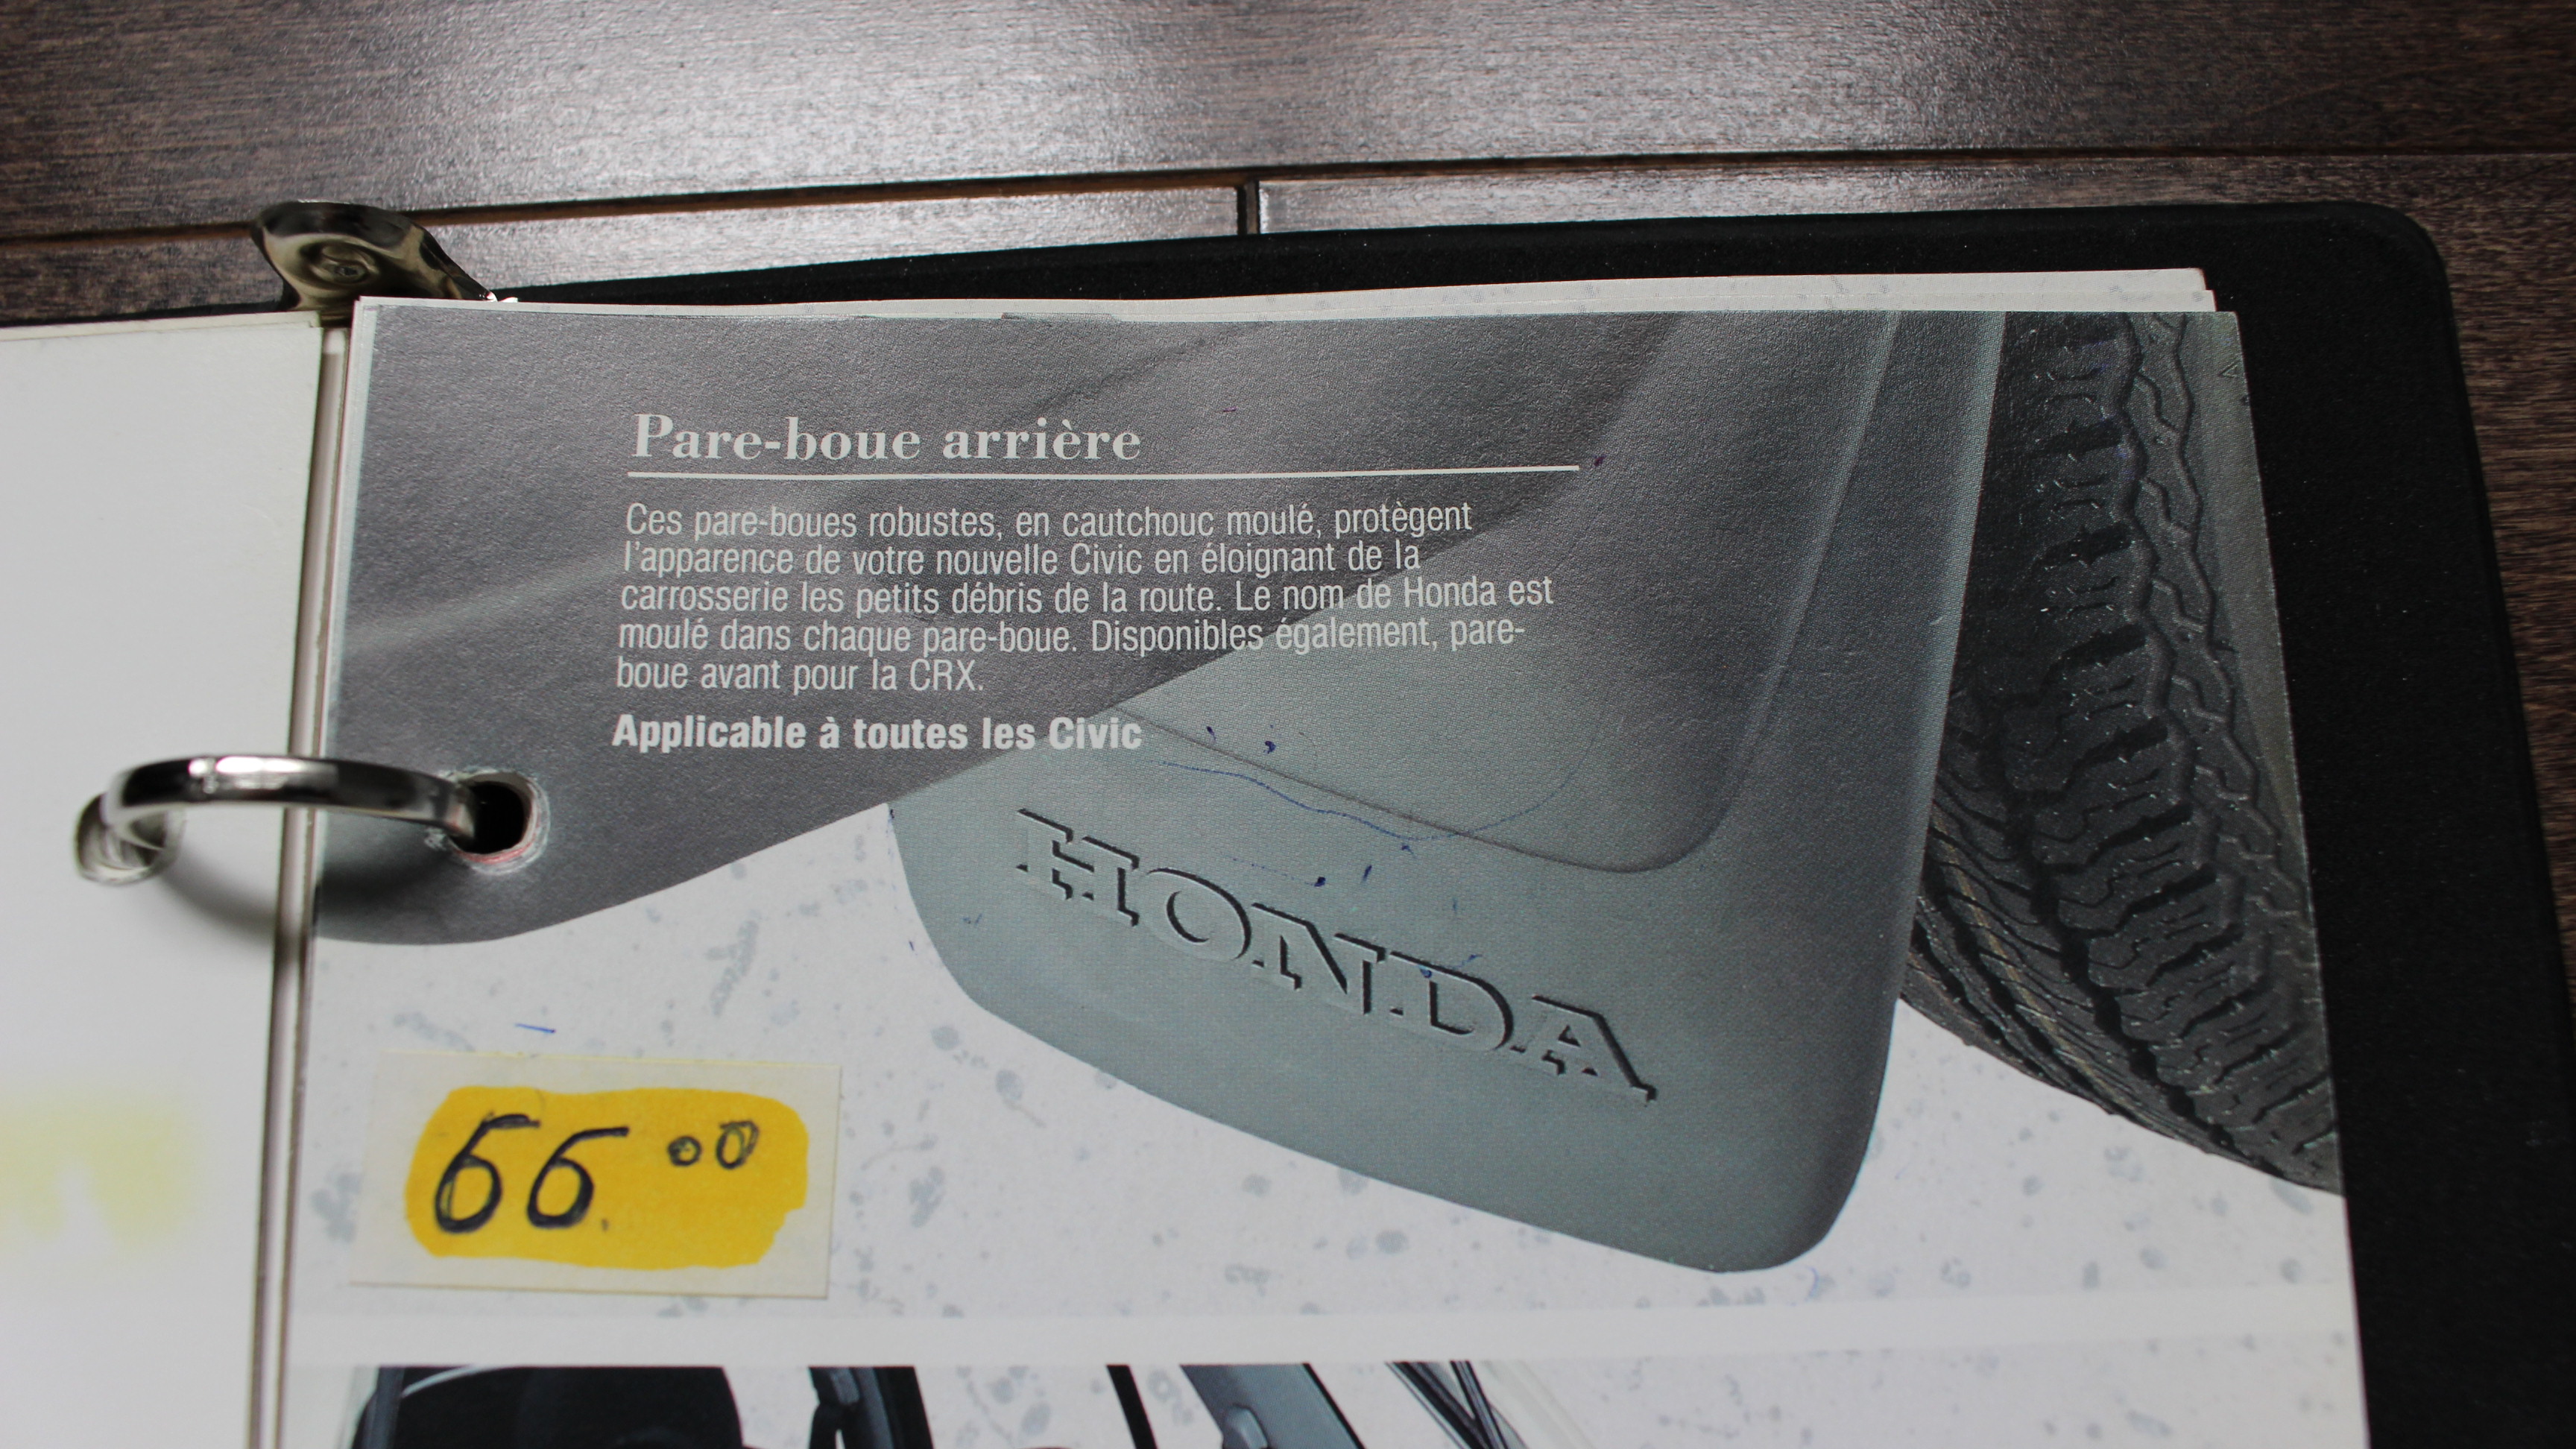 Pare-boue arrière
Ces pare-boues robustes, en cautchouc moulé, protègent
l'apparence de votre nouvelle Civic en éloignant de la
carrosserie les petits débris de la route. Le nom de Honda est
moulé dans chaque pare-boue. Disponibles également, pare-
boue avant pour la CRX.
Applicable à toutes les Civic
HONDA
66.00